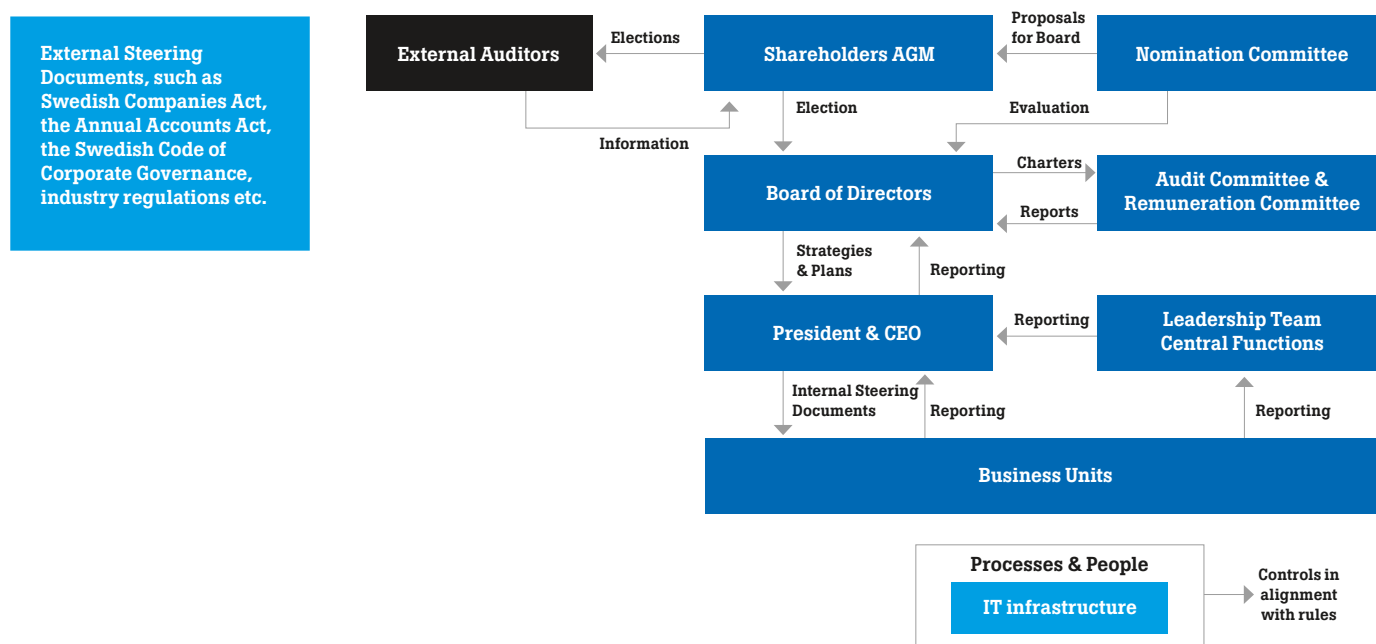 External Steering
Documents, such as
Swedish Companies Act,
the Annual Accounts Act,
the Swedish Code of
Corporate Governance,
industry regulations etc.
External Auditors
Elections
Shareholders AGM
Proposals
for Board
Nomination Committee
Information
Election
Evaluation
Board of Directors
Charters
Reports
Audit Committee &
Remuneration Committee
Strategies
& Plans
Reporting
President & CEO
Reporting
Leadership Team
Central Functions
Internal Steering
Documents
Reporting
Reporting
Business Units
Processes & People
IT infrastructure
Controls in
alignment
with rules